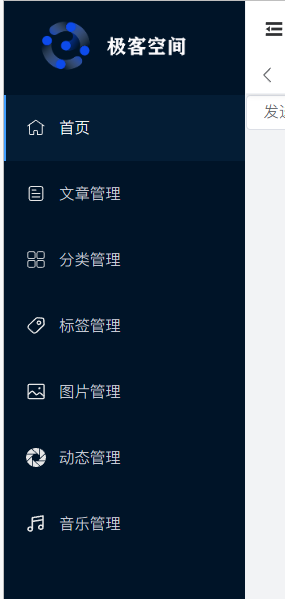 极客空间
首页
文章管理
分类管理
标签管理
图片管理
动态管理
音乐管理
发